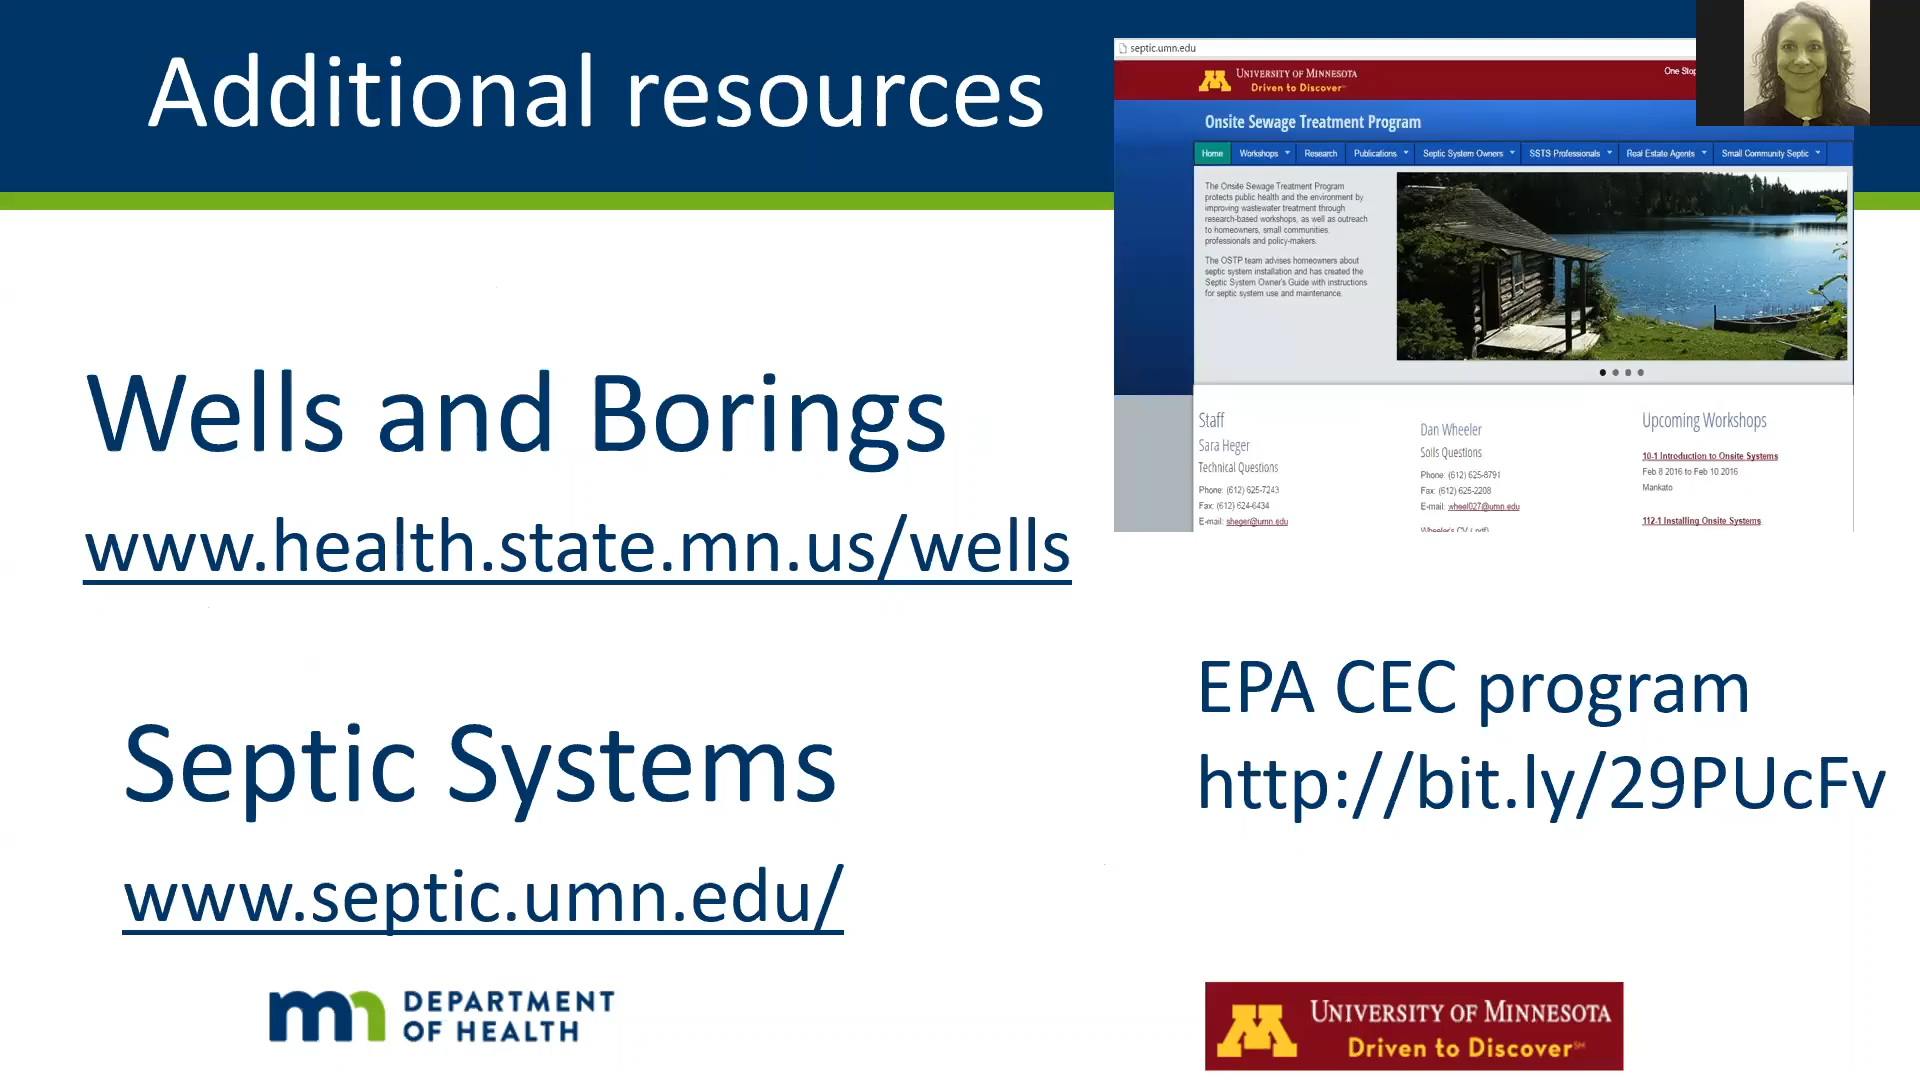 Additional resources
Wells and Borings
www.health.state.mn.us/wells
Septic Systems
www.septic.umn.edu/
DEPARTMENT
OF HEALTH
septic.umn.edu
UNIVERSITY OF MINNESOTA
Driven to Discover℠
One Stop
Onsite Sewage Treatment Program
Home Workshops Research Publications Septic System Owners SSTS Professionals Real Estate Agents Small Community Septic
The Onsite Sewage Treatment Program
protects public health and the environment by
improving wastewater treatment through
research-based workshops, as well as outreach
to homeowners, small communities,
professionals and policy-makers.
The OSTP team advises homeowners about
septic system installation and has created the
Septic System Owner's Guide with instructions
for septic system use and maintenance.
Staff
Sara Heger
Technical Questions
Phone: (612) 625-7243
Fax: (612) 624-6434
E-mail: sheger@umn.edu
Dan Wheeler
Soils Questions
Phone: (612) 625-8791
Fax: (612) 625-2208
E-mail: wheel027@umn.edu
Wheeler's CV (.pdf)
Upcoming Workshops
10-1 Introduction to Onsite Systems
Feb 8 2016 to Feb 10 2016
Mankato
112-1 Installing Onsite Systems
EPA CEC program
http://bit.ly/29PUcFv
UNIVERSITY OF MINNESOTA
Driven to Discover℠